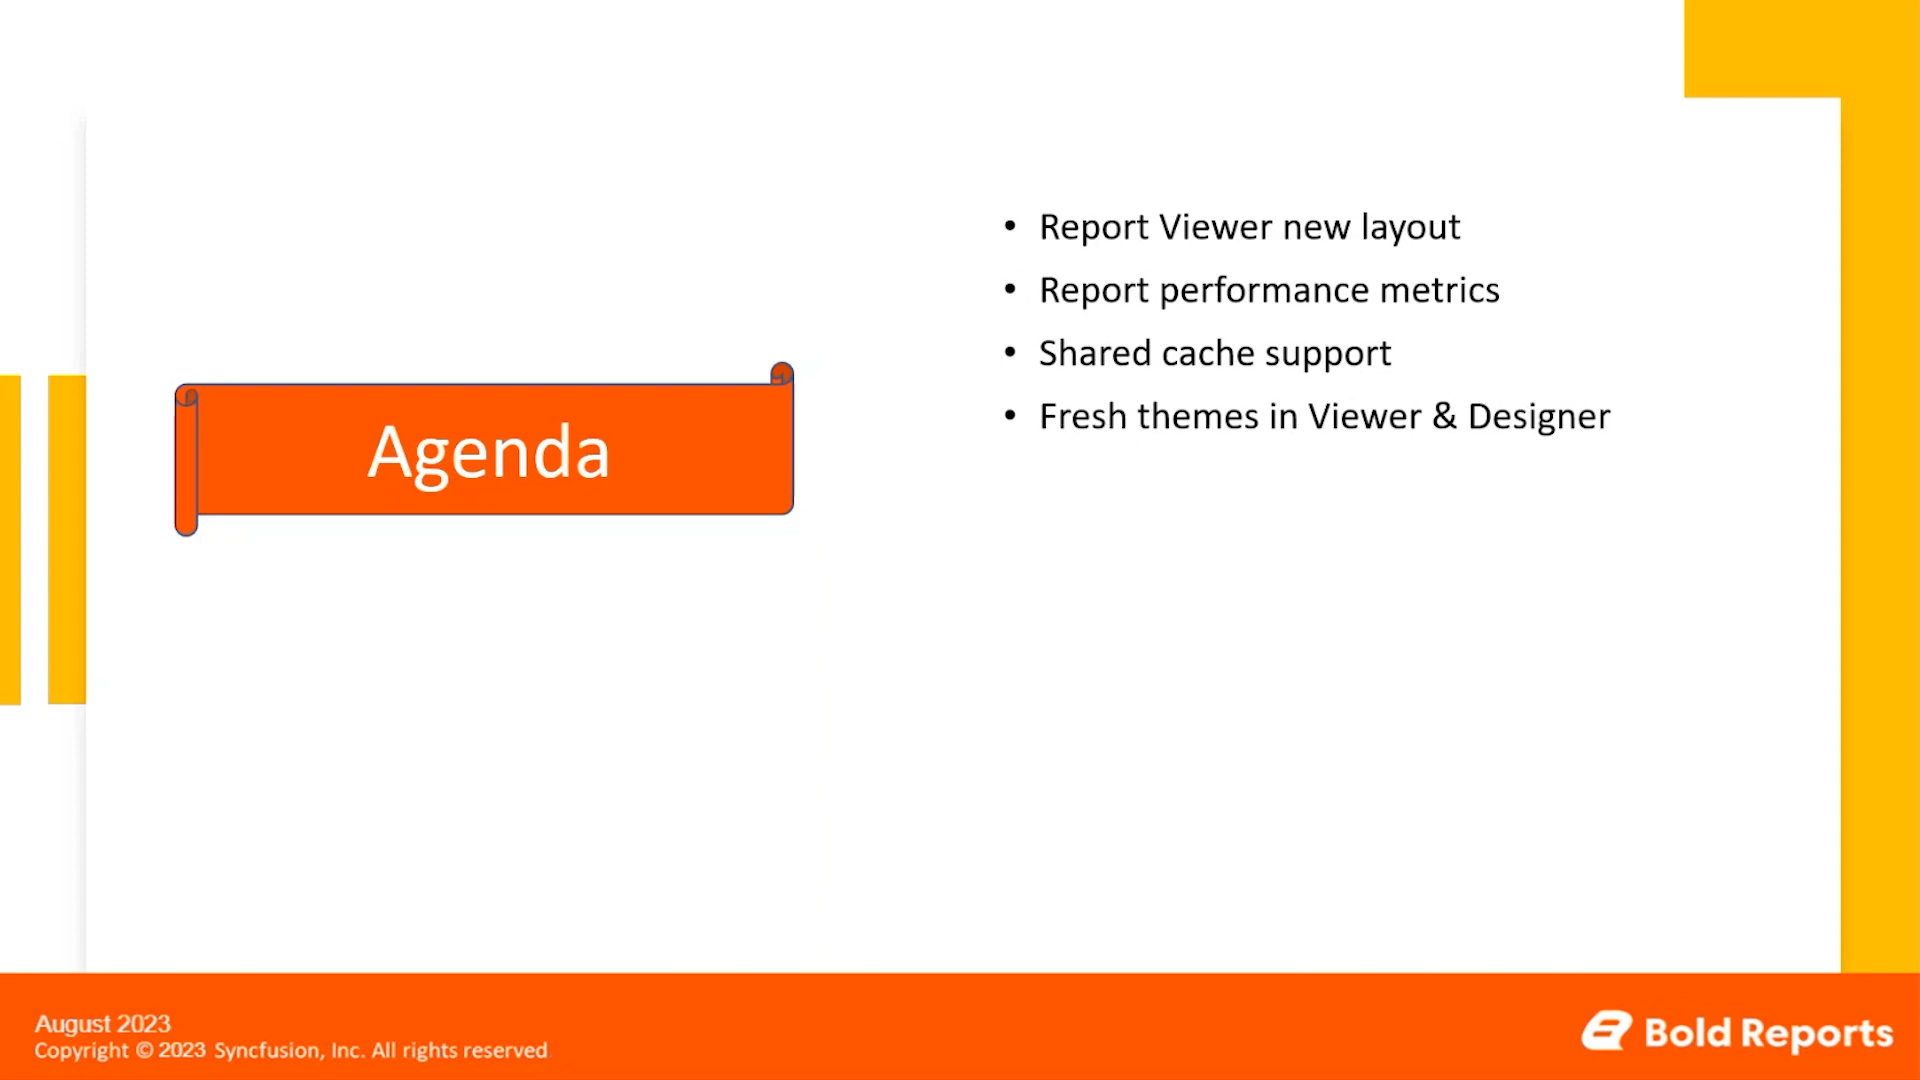 Agenda
• Report Viewer new layout
• Report performance metrics
• Shared cache support
• Fresh themes in Viewer & Designer
August 2023
Copyright © 2023 Syncfusion, Inc. All rights reserved
Bold Reports